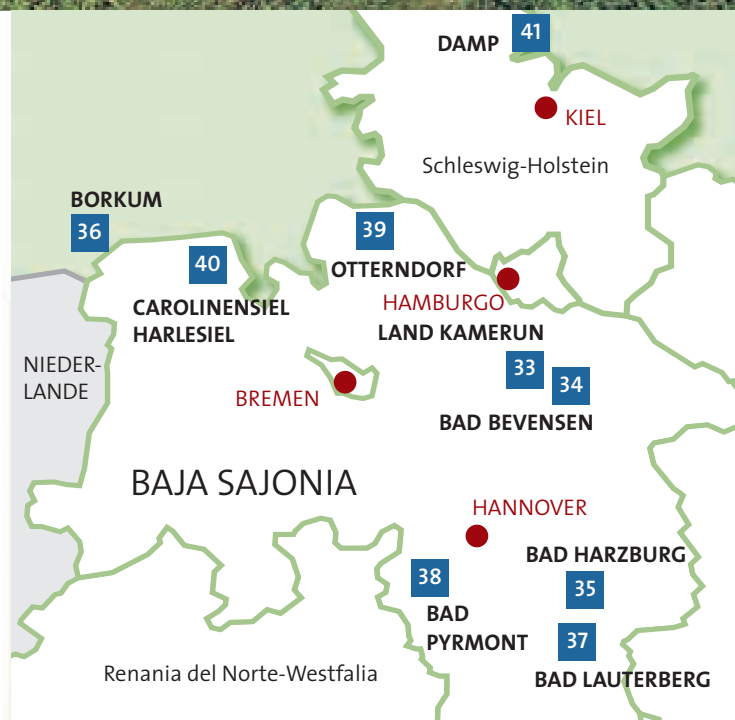 DAMP
41
KIEL
Schleswig-Holstein
BORKUM
36
39
OTTERNDORF
40
CAROLINENSIEL
HARLESIEL
HAMBURGO
LAND KAMERUN
NIEDER-
LANDE
33
34
BREMEN
BAD BEVENSEN
BAJA SAJONIA
HANNOVER
BAD HARZBURG
35
38
BAD
PYRMONT
37
BAD LAUTERBERG
Renania del Norte-Westfalia